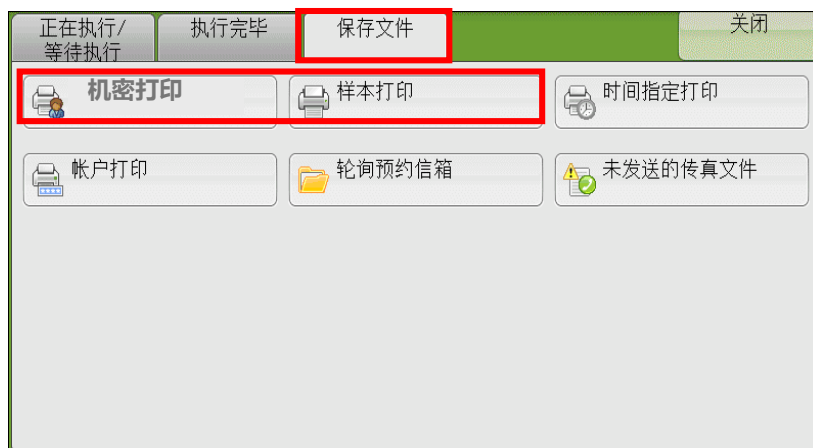 正在执行/
等待执行
执行完毕
保存文件
关闭
机密打印
样本打印
时间指定打印
帐户打印
轮询预约信箱
未发送的传真文件